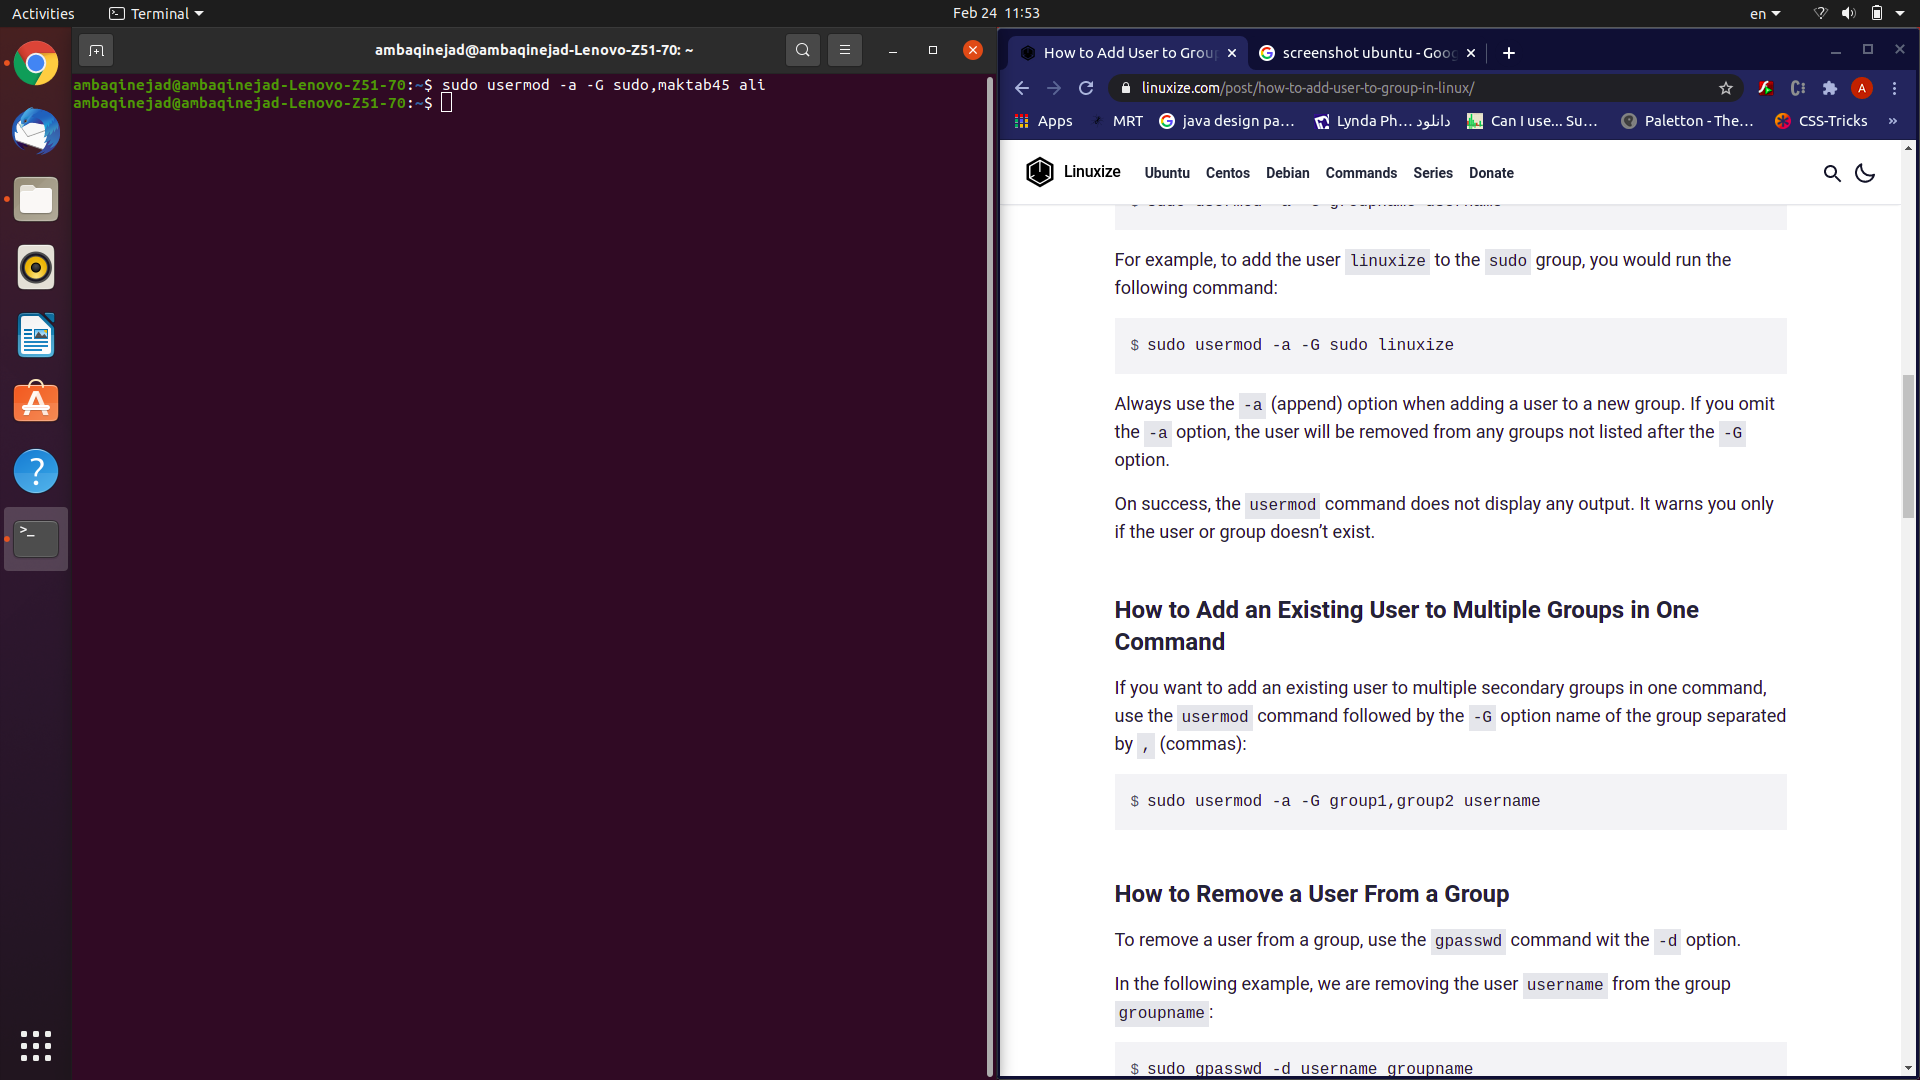 Activities
Terminal
Feb 24 11:53
en
ambaqinejad@ambaqinejad-Lenovo-Z51-70: ~
ambaqinejad@ambaqinejad-Lenovo-Z51-70:~$ sudo usermod -a -G sudo,maktab45 ali
ambaqinejad@ambaqinejad-Lenovo-Z51-70:~$
How to Add User to Grou
screenshot ubuntu - Goog
linuxize.com/post/how-to-add-user-to-group-in-linux/
A
Apps
MRT
java design pa...
Lynda Ph... دانلود
Can I use... Su...
Paletton - The...
CSS-Tricks
»
Linuxize
Ubuntu
Centos
Debian
Commands
Series
Donate
$ sudo usermod -a -G groupname username
For example, to add the user linuxize to the sudo group, you would run the
following command:
$ sudo usermod -a -G sudo linuxize
Always use the -a (append) option when adding a user to a new group. If you omit
the -a option, the user will be removed from any groups not listed after the -G
option.
On success, the usermod command does not display any output. It warns you only
if the user or group doesn’t exist.
How to Add an Existing User to Multiple Groups in One
Command
If you want to add an existing user to multiple secondary groups in one command,
use the usermod command followed by the -G option name of the group separated
by , (commas):
$ sudo usermod -a -G group1,group2 username
How to Remove a User From a Group
To remove a user from a group, use the gpasswd command wit the -d option.
In the following example, we are removing the user username from the group
groupname:
$ sudo gpasswd -d username groupname